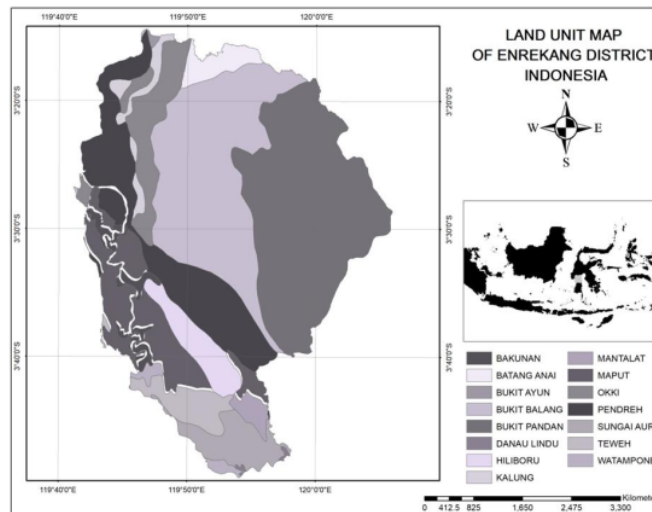 119°40'0"E
119°50'0"E
120°0'0"E
LAND UNIT MAP
OF ENREKANG DISTRICT
INDONESIA
N
W E
S
3°20'0"S
3°20'0"S
3°30'0"S
3°30'0"S
3°40'0"S
3°40'0"S
BAKUNAN
BATANG ANAI
BUKIT AYUN
BUKIT BALANG
BUKIT PANDAN
DANAU LINDU
HILIBORU
KALUNG
MANTALAT
MAPUT
OKKI
PENDREH
SUNGAI AUR
TEWEH
WATAMPONE
119°40'0"E
119°50'0"E
120°0'0"E
Kilomete
0 412.5 825 1,650 2,475 3,300